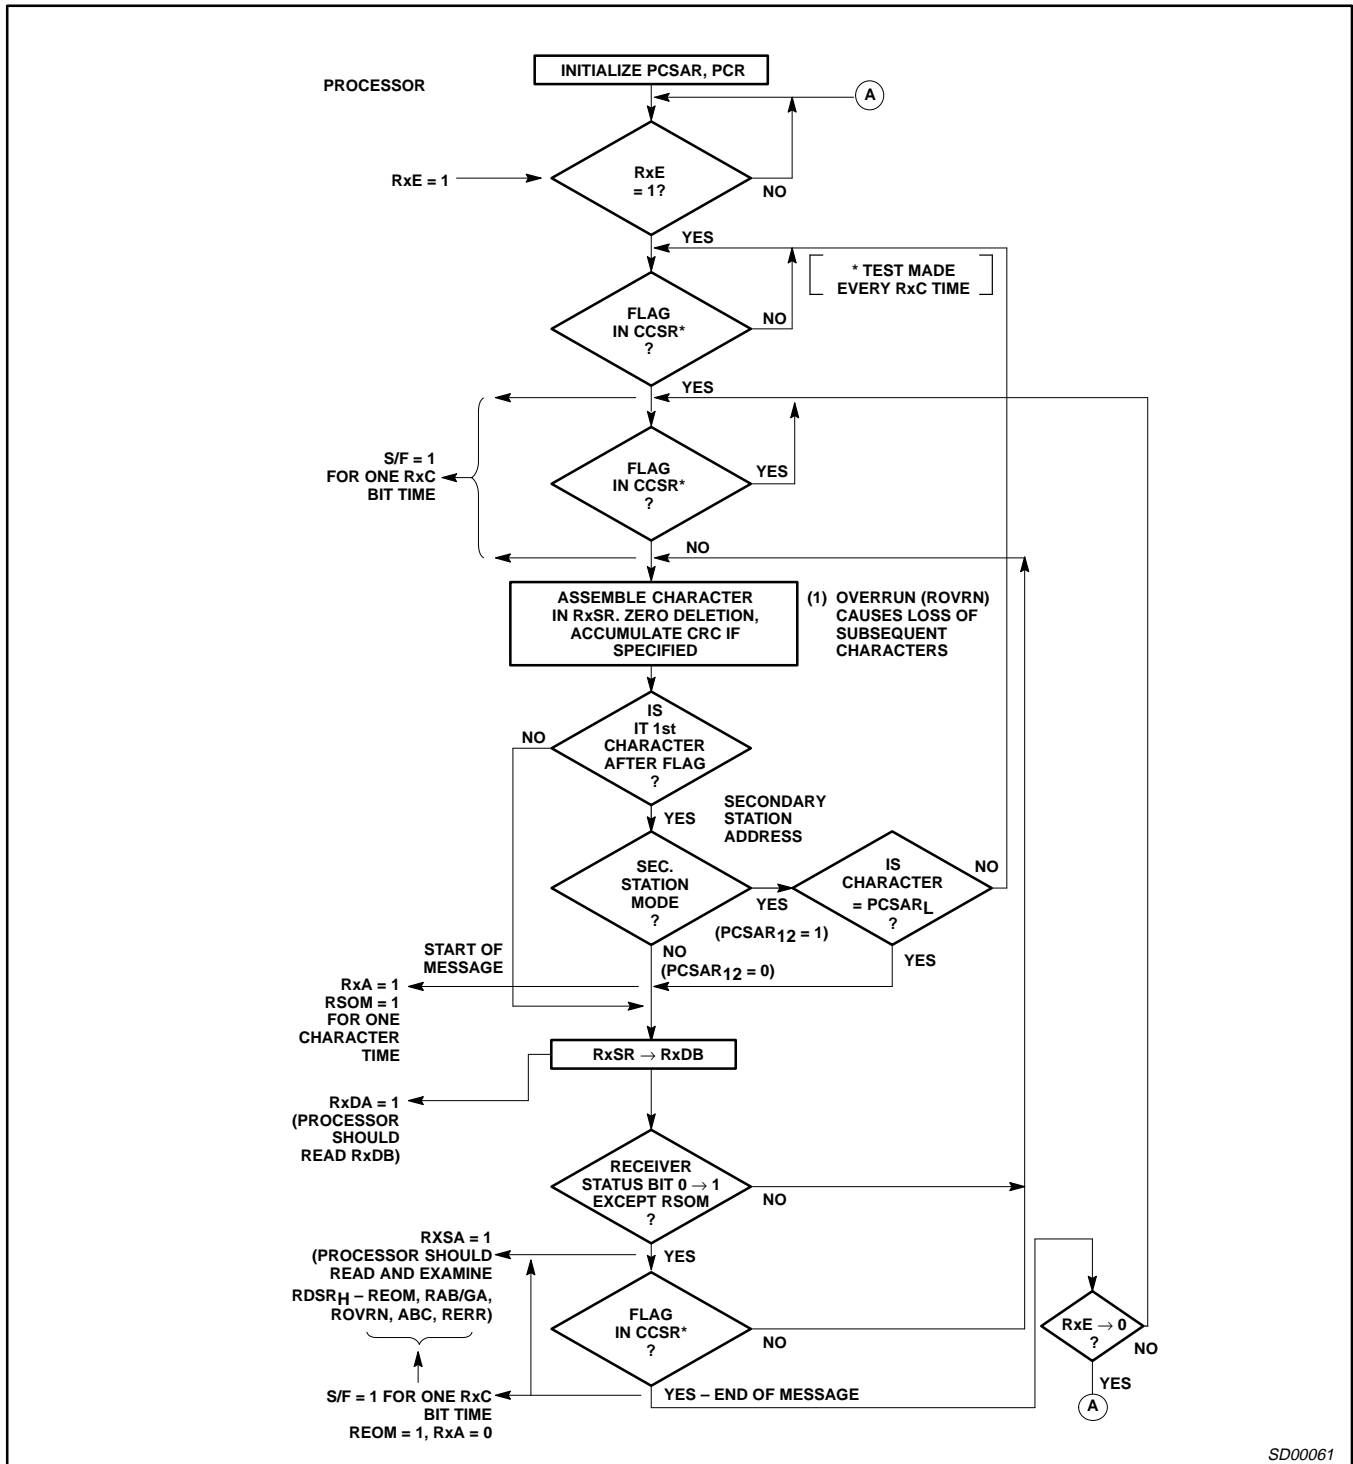 INITIALIZE PCSAR, PCR
PROCESSOR
A
RxE = 1
RxE
= 1?
NO
YES
* TEST MADE
EVERY RxC TIME
FLAG
IN CCSR*
?
NO
YES
S/F = 1
FOR ONE RxC
BIT TIME
FLAG
IN CCSR*
?
YES
NO
ASSEMBLE CHARACTER
IN RxSR. ZERO DELETION,
ACCUMULATE CRC IF
SPECIFIED
(1) OVERRUN (ROVRN)
CAUSES LOSS OF
SUBSEQUENT
CHARACTERS
IS
IT 1st
CHARACTER
AFTER FLAG
?
NO
YES
SECONDARY
STATION
ADDRESS
SEC.
STATION
MODE
?
YES
(PCSAR12 = 1)
IS
CHARACTER
= PCSARL
?
NO
YES
NO
(PCSAR12 = 0)
START OF
MESSAGE
RxA = 1
RSOM = 1
FOR ONE
CHARACTER
TIME
RxSR → RxDB
RxDA = 1
(PROCESSOR
SHOULD
READ RxDB)
RECEIVER
STATUS BIT 0 → 1
EXCEPT RSOM
?
NO
YES
RXSA = 1
(PROCESSOR SHOULD
READ AND EXAMINE
RDSRH – REOM, RAB/GA,
ROVRN, ABC, RERR)
FLAG
IN CCSR*
?
NO
RxE → 0
?
NO
YES
A
YES – END OF MESSAGE
S/F = 1 FOR ONE RxC
BIT TIME
REOM = 1, RxA = 0
SD00061